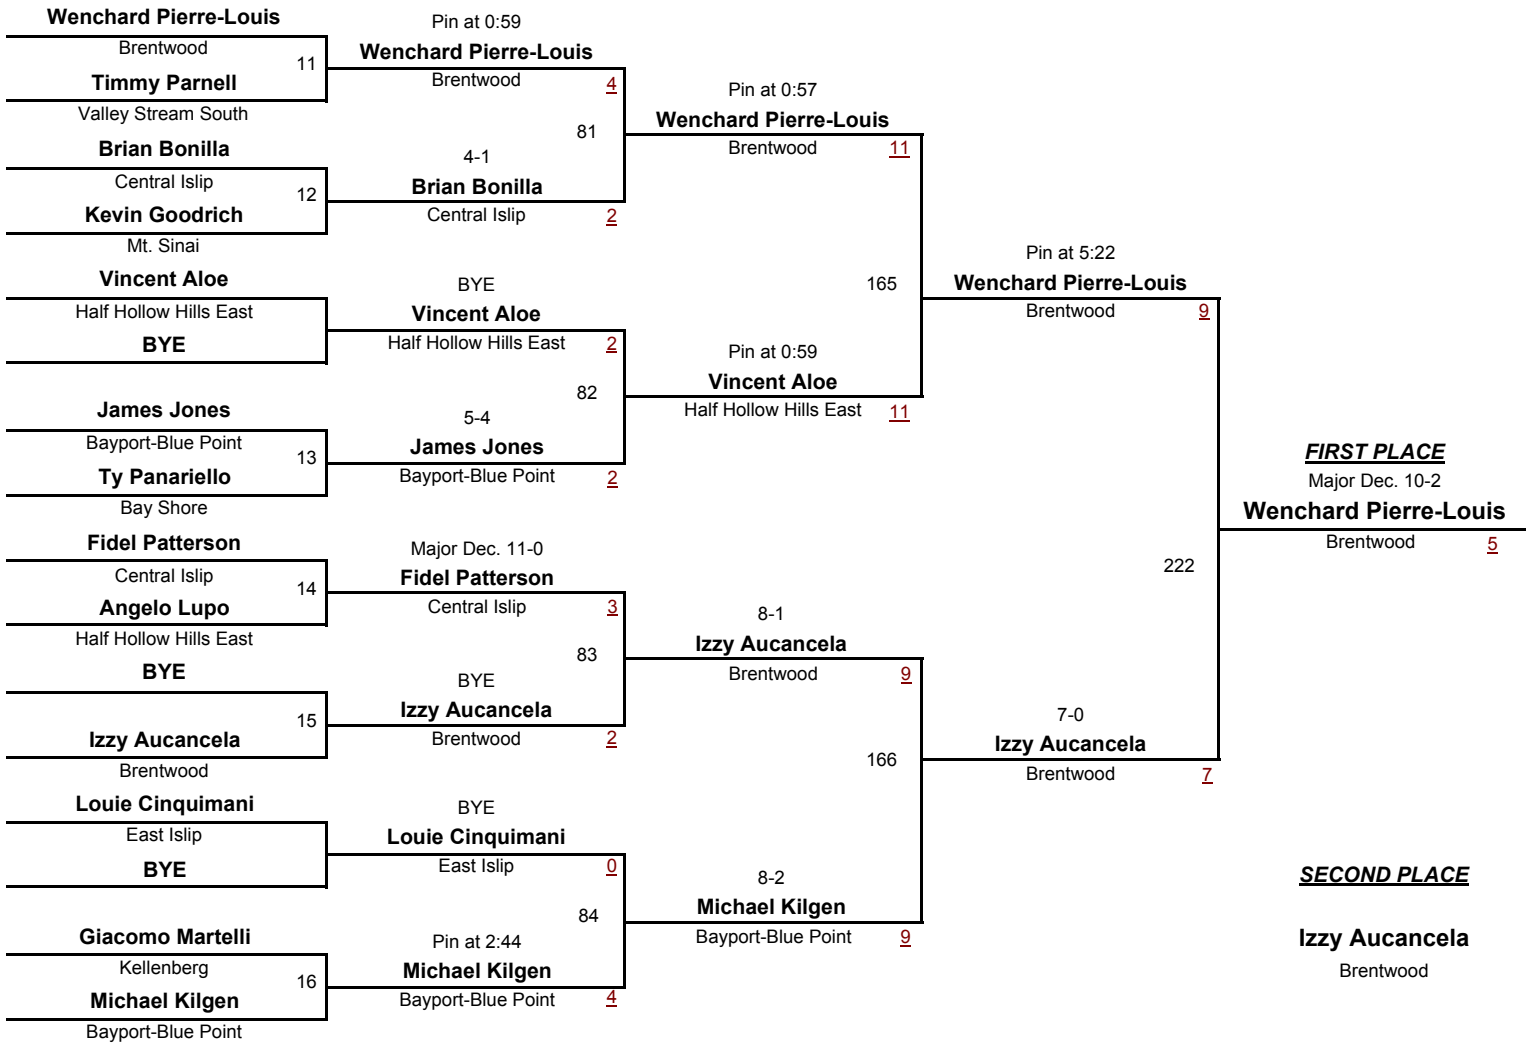 Wenchard Pierre-Louis
Brentwood
11
Timmy Parnell
Valley Stream South
Brian Bonilla
Central Islip
12
Kevin Goodrich
Mt. Sinai
Vincent Aloe
Half Hollow Hills East
BYE
James Jones
Bayport-Blue Point
13
Ty Panariello
Bay Shore
Fidel Patterson
Central Islip
14
Angelo Lupo
Half Hollow Hills East
BYE
15
Izzy Aucancela
Brentwood
Louie Cinquimani
East Islip
BYE
Giacomo Martelli
Kellenberg
16
Michael Kilgen
Bayport-Blue Point
Pin at 0:59
Wenchard Pierre-Louis
Brentwood 4
81
4-1
Brian Bonilla
Central Islip 2
BYE
Vincent Aloe
Half Hollow Hills East 2
82
5-4
James Jones
Bayport-Blue Point 2
Major Dec. 11-0
Fidel Patterson
Central Islip 3
83
BYE
Izzy Aucancela
Brentwood 2
BYE
Louie Cinquimani
East Islip 0
84
Pin at 2:44
Michael Kilgen
Bayport-Blue Point 4
Pin at 0:57
Wenchard Pierre-Louis
Brentwood 11
165
Pin at 0:59
Vincent Aloe
Half Hollow Hills East 11
8-1
Izzy Aucancela
Brentwood 9
166
8-2
Michael Kilgen
Bayport-Blue Point 9
Pin at 5:22
Wenchard Pierre-Louis
Brentwood 9
222
7-0
Izzy Aucancela
Brentwood 7
FIRST PLACE
Major Dec. 10-2
Wenchard Pierre-Louis
Brentwood 5
SECOND PLACE
Izzy Aucancela
Brentwood